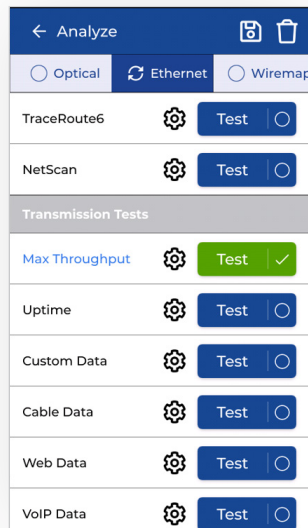 Analyze
Optical Ethernet Wiremap
TraceRoute6 Test
NetScan Test
Transmission Tests
Max Throughput Test
Uptime Test
Custom Data Test
Cable Data Test
Web Data Test
VoIP Data Test